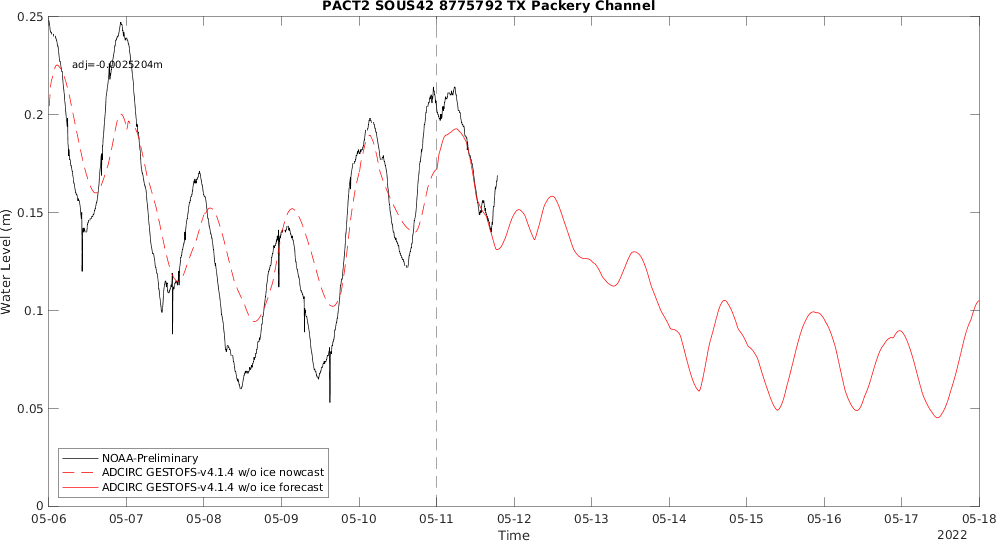 PACT2 SOUS42 8775792 TX Packery Channel
0.25
adj=-0.0025204m
0.2
0.15
Water Level (m)
0.1
0.05
NOAA-Preliminary
ADCIRC GESTOFS-v4.1.4 w/o ice nowcast
ADCIRC GESTOFS-v4.1.4 w/o ice forecast
0
05-06 05-07 05-08 05-09 05-10 05-11 05-12 05-13 05-14 05-15 05-16 05-17 05-18
Time
2022